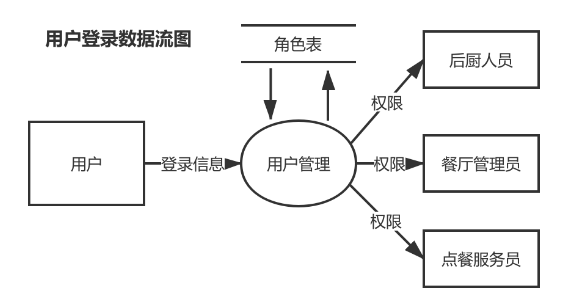 用户登录数据流图
角色表
后厨人员
权限
用户
登录信息
用户管理
权限
餐厅管理员
权限
点餐服务员